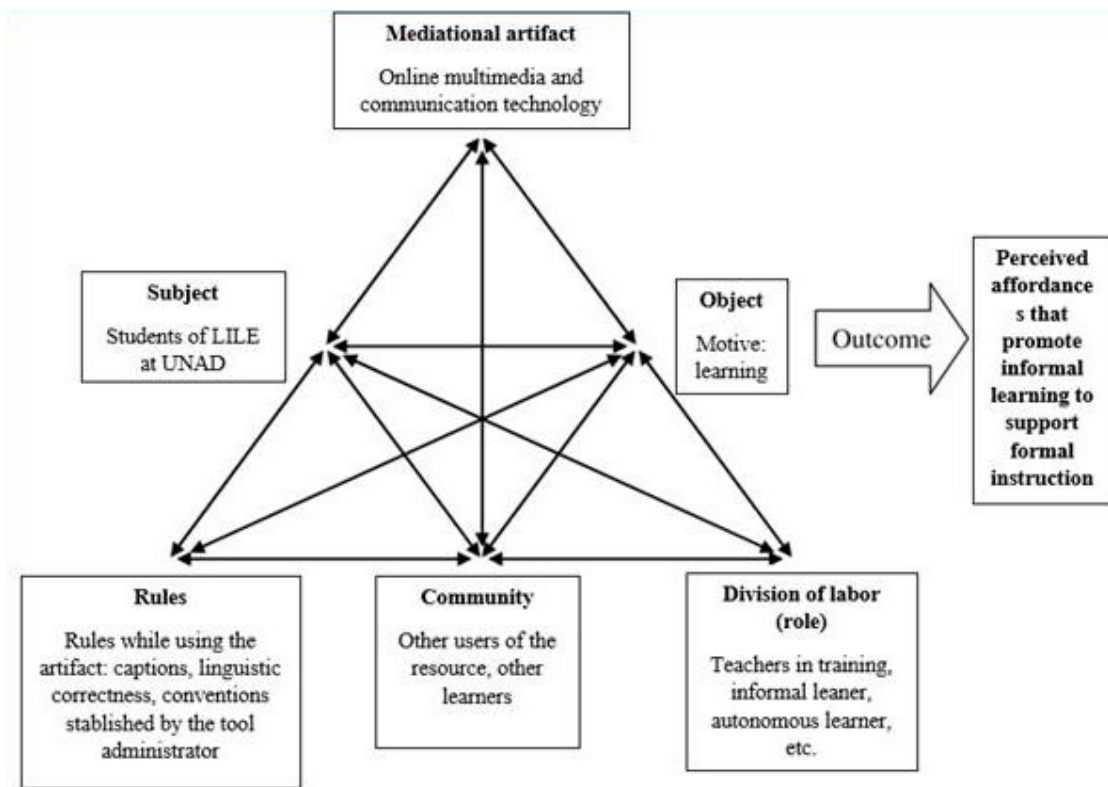 Mediational artifact
Online multimedia and
communication technology
Subject
Students of LILE
at UNAD
Object
Motive:
learning
Outcome
Perceived
affordance
s that
promote
informal
learning to
support
formal
instruction
Rules
Rules while using the
artifact: captions, linguistic
correctness, conventions
stablished by the tool
administrator
Community
Other users of the
resource, other
learners
Division of labor
(role)
Teachers in training,
informal leaner,
autonomous learner,
etc.